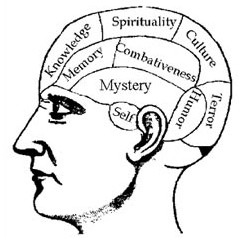 Knowledge
Spirituality
Culture
Memory
Combativeness
Mystery
Self
Humor
Terror